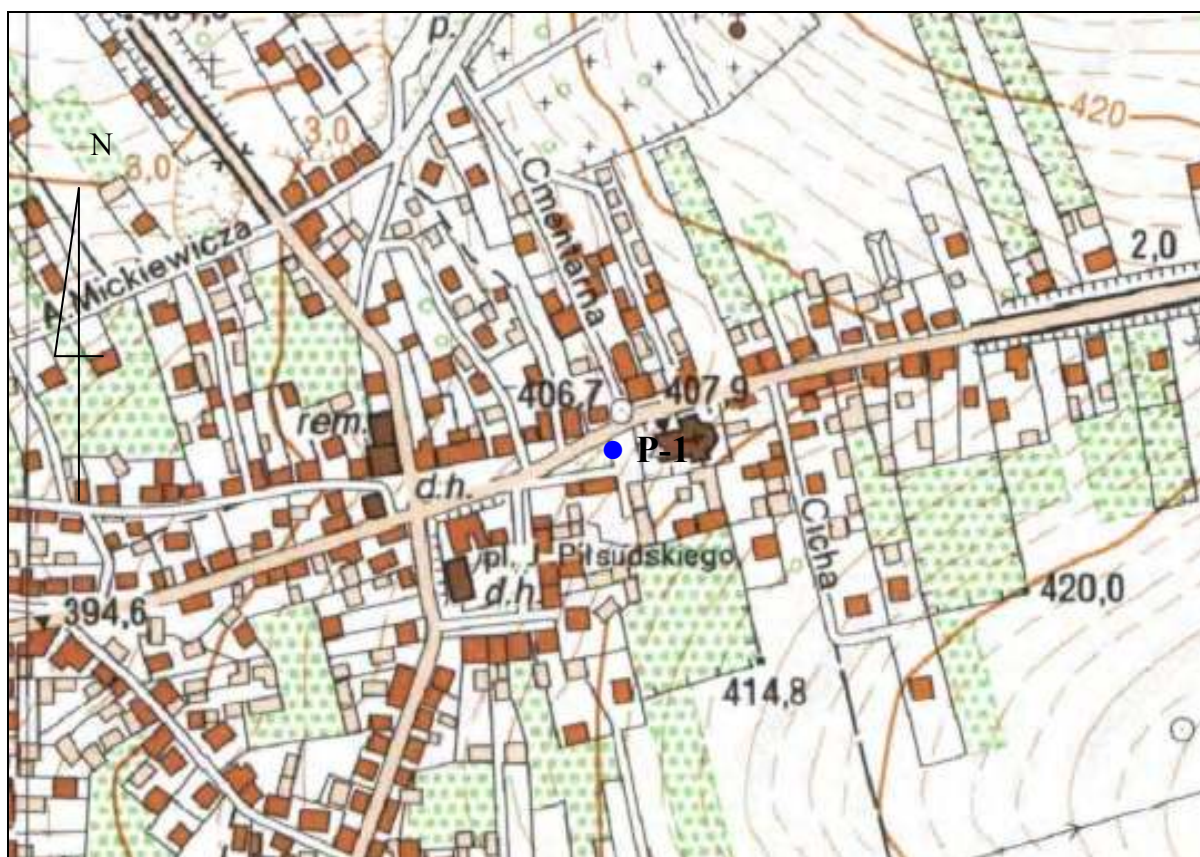 p.
420
N
3,0
3,0
2,0
Cmentarna
A. Mickiewicza
406,7
407,9
rem.
P-1
d.h.
Cicha
pl. J. Piłsudskiego
d.h.
394,6
420,0
414,8